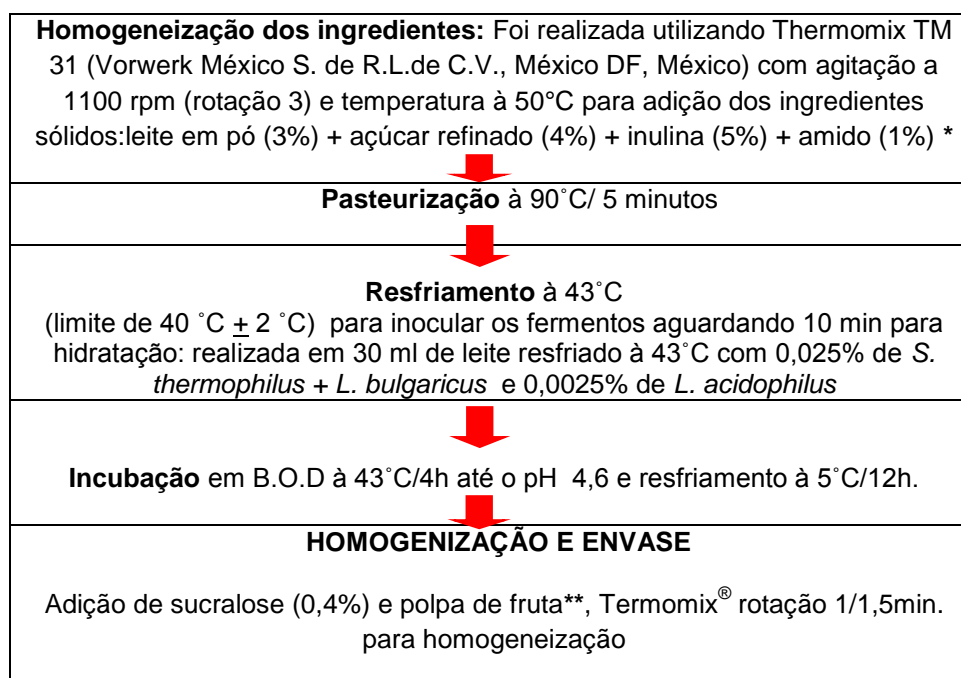 Homogeneização dos ingredientes: Foi realizada utilizando Thermomix TM
31 (Vorwerk México S. de R.L.de C.V., México DF, México) com agitação a
1100 rpm (rotação 3) e temperatura à 50°C para adição dos ingredientes
sólidos:leite em pó (3%) + açúcar refinado (4%) + inulina (5%) + amido (1%) *
Pasteurização à 90˚C/ 5 minutos
Resfriamento à 43˚C
(limite de 40 ˚C + 2 ˚C) para inocular os fermentos aguardando 10 min para
hidratação: realizada em 30 ml de leite resfriado à 43˚C com 0,025% de S.
thermophilus + L. bulgaricus e 0,0025% de L. acidophilus
Incubação em B.O.D à 43˚C/4h até o pH 4,6 e resfriamento à 5˚C/12h.
HOMOGENIZAÇÃO E ENVASE
Adição de sucralose (0,4%) e polpa de fruta**, Termomix® rotação 1/1,5min.
para homogeneização